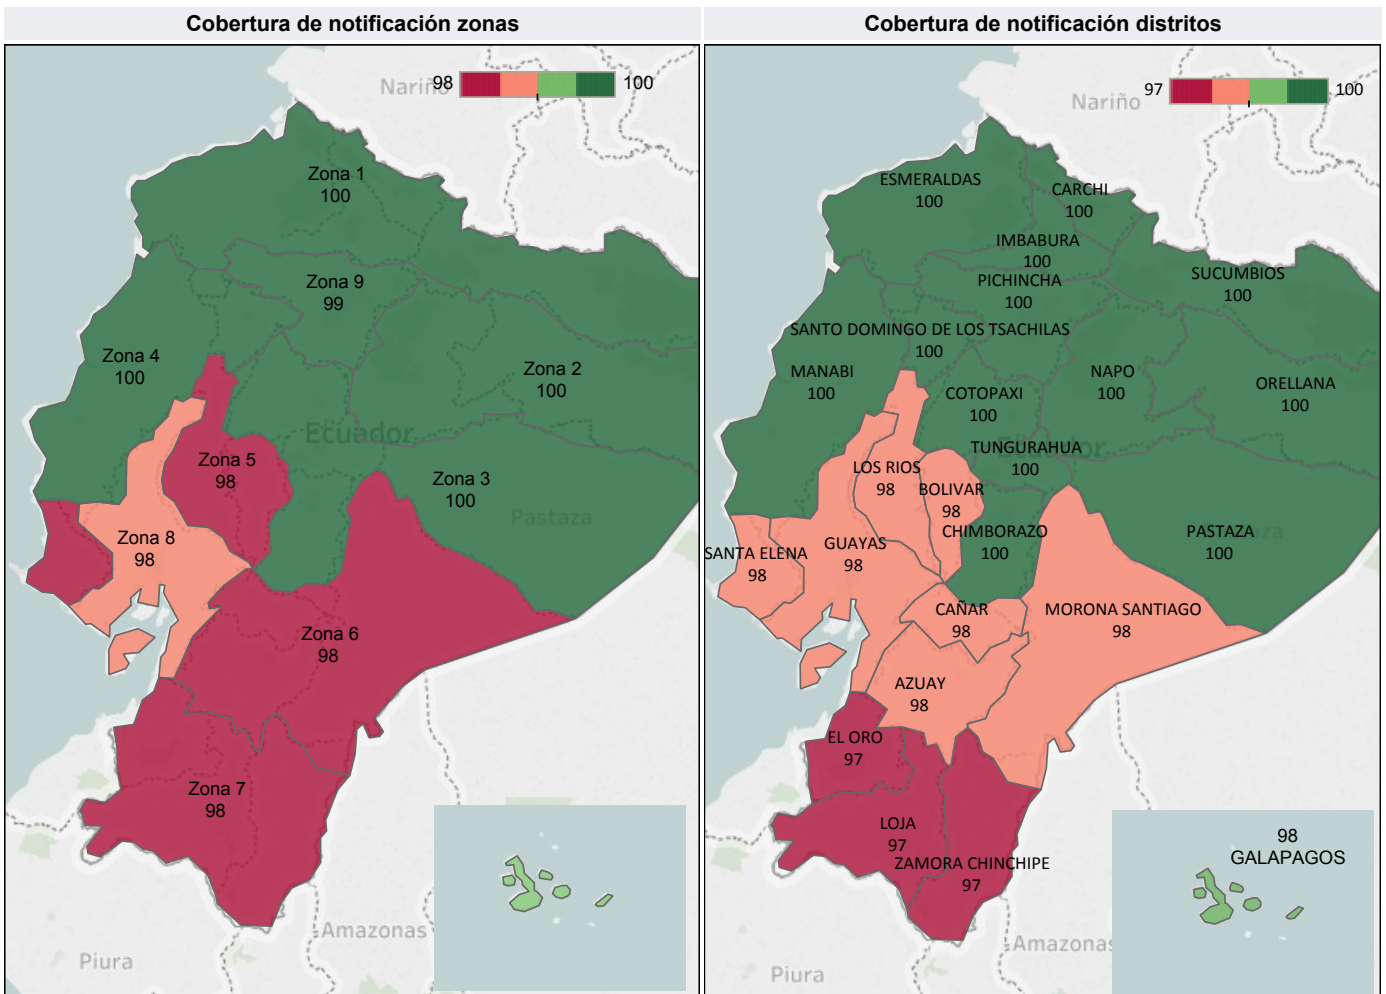 Cobertura de notificación zonas
Nariño
98
100
Zona 1
100
Zona 9
99
Zona 4
100
Zona 2
100
Ecuador
Zona 5
98
Zona 3
100
Pastaza
Zona 8
98
Zona 6
98
Zona 7
98
Amazonas
Piura
Cobertura de notificación distritos
97
100
Nariño
ESMERALDAS
100
CARCHI
100
IMBABURA
100
SUCUMBIOS
100
PICHINCHA
100
SANTO DOMINGO DE LOS TSACHILAS
100
MANABI
100
NAPO
100
ORELLANA
100
COTOPAXI
100
TUNGURAHUA
100
Ecuador
LOS RIOS
98
BOLIVAR
98
CHIMBORAZO
100
PASTAZA
100
SANTA ELENA
98
GUAYAS
98
CAÑAR
98
MORONA SANTIAGO
98
AZUAY
98
EL ORO
97
LOJA
97
ZAMORA CHINCHIPE
97
98
GALAPAGOS
Amazonas
Piura